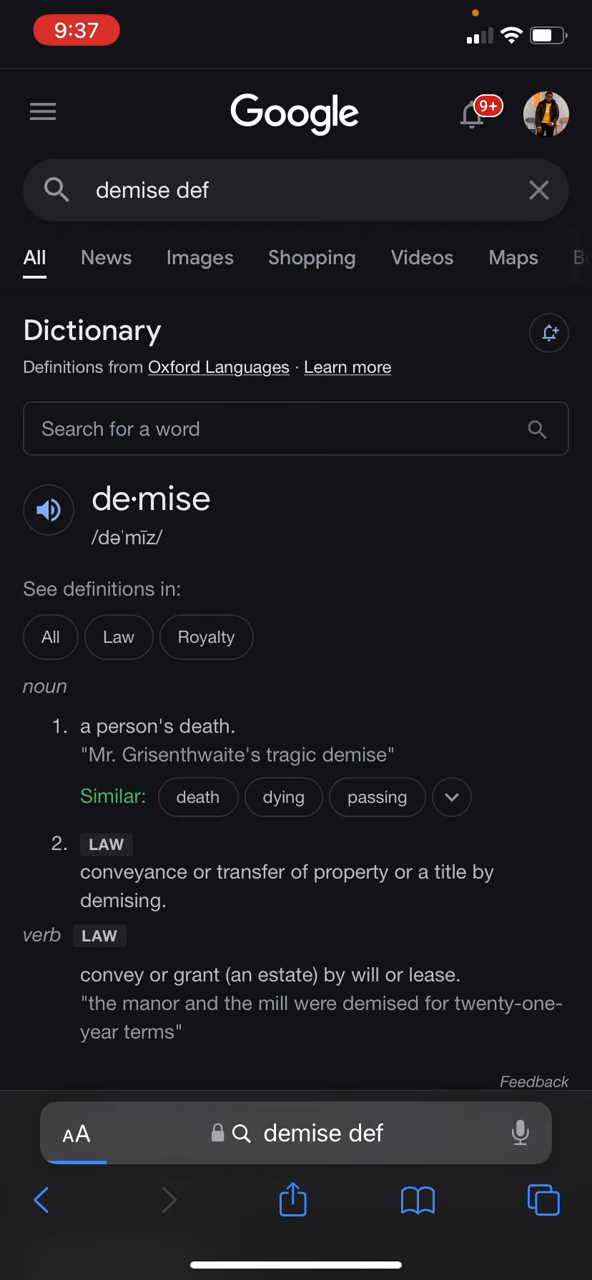 9:37
Google
9+
demise def
All News Images Shopping Videos Maps
Dictionary
Definitions from Oxford Languages · Learn more
Search for a word
de·mise
/dəˈmīz/
See definitions in:
All Law Royalty
noun
1. a person's death.
"Mr. Grisenthwaite's tragic demise"
Similar: death dying passing
2. LAW
conveyance or transfer of property or a title by
demising.
verb LAW
convey or grant (an estate) by will or lease.
"the manor and the mill were demised for twenty-one-
year terms"
Feedback
AA demise def